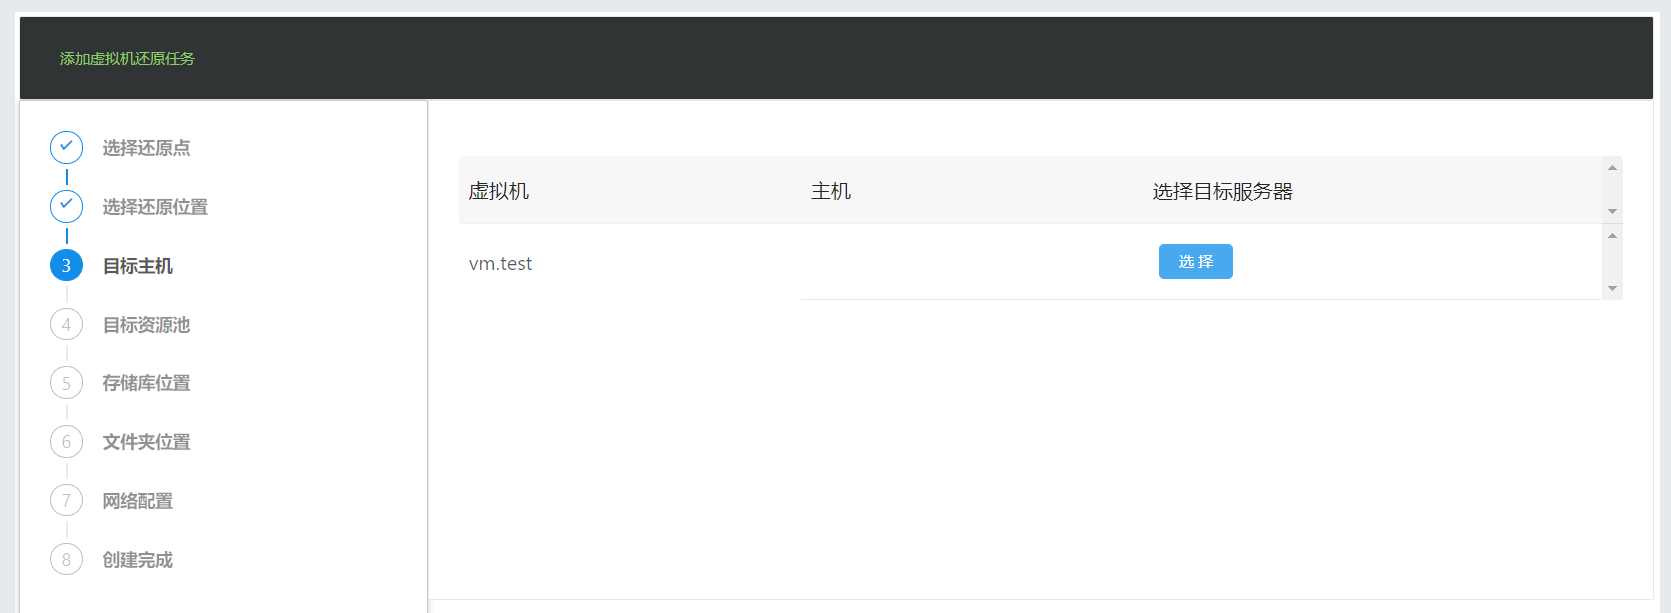 添加虚拟机还原任务
选择还原点
选择还原位置
3 目标主机
4 目标资源池
5 存储库位置
6 文件夹位置
7 网络配置
8 创建完成
虚拟机 主机 选择目标服务器
vm.test 选 择